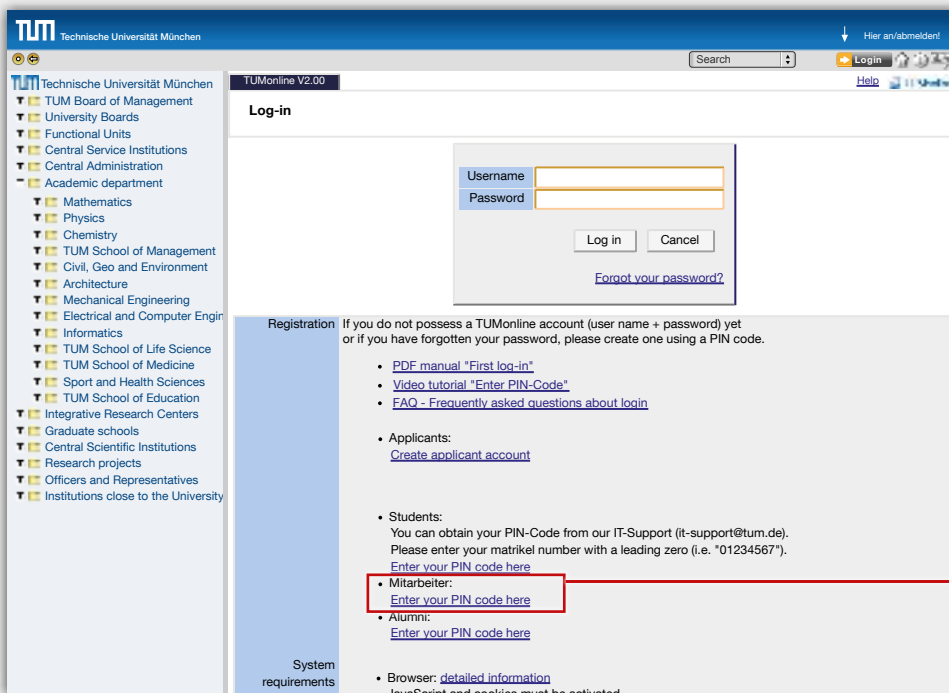 TUM Technische Universität München
Hier an/abmelden!
Search
Login
Help
Technische Universität München
TUM Board of Management
University Boards
Functional Units
Central Service Institutions
Central Administration
Academic department
Mathematics
Physics
Chemistry
TUM School of Management
Civil, Geo and Environment
Architecture
Mechanical Engineering
Electrical and Computer Engin
Informatics
TUM School of Life Science
TUM School of Medicine
Sport and Health Sciences
TUM School of Education
Integrative Research Centers
Graduate schools
Central Scientific Institutions
Research projects
Officers and Representatives
Institutions close to the University
TUMonline V2.00
Log-in
Username
Password
Log in Cancel
Forgot your password?
Registration If you do not possess a TUMonline account (user name + password) yet
or if you have forgotten your password, please create one using a PIN code.
• PDF manual "First log-in"
• Video tutorial "Enter PIN-Code"
• FAQ - Frequently asked questions about login
• Applicants:
Create applicant account
• Students:
You can obtain your PIN-Code from our IT-Support (it-support@tum.de).
Please enter your matrikel number with a leading zero (i.e. "01234567").
Enter your PIN code here
• Mitarbeiter:
Enter your PIN code here
• Alumni:
Enter your PIN code here
System
requirements
• Browser: detailed information
JavaScript and cookies must be activated